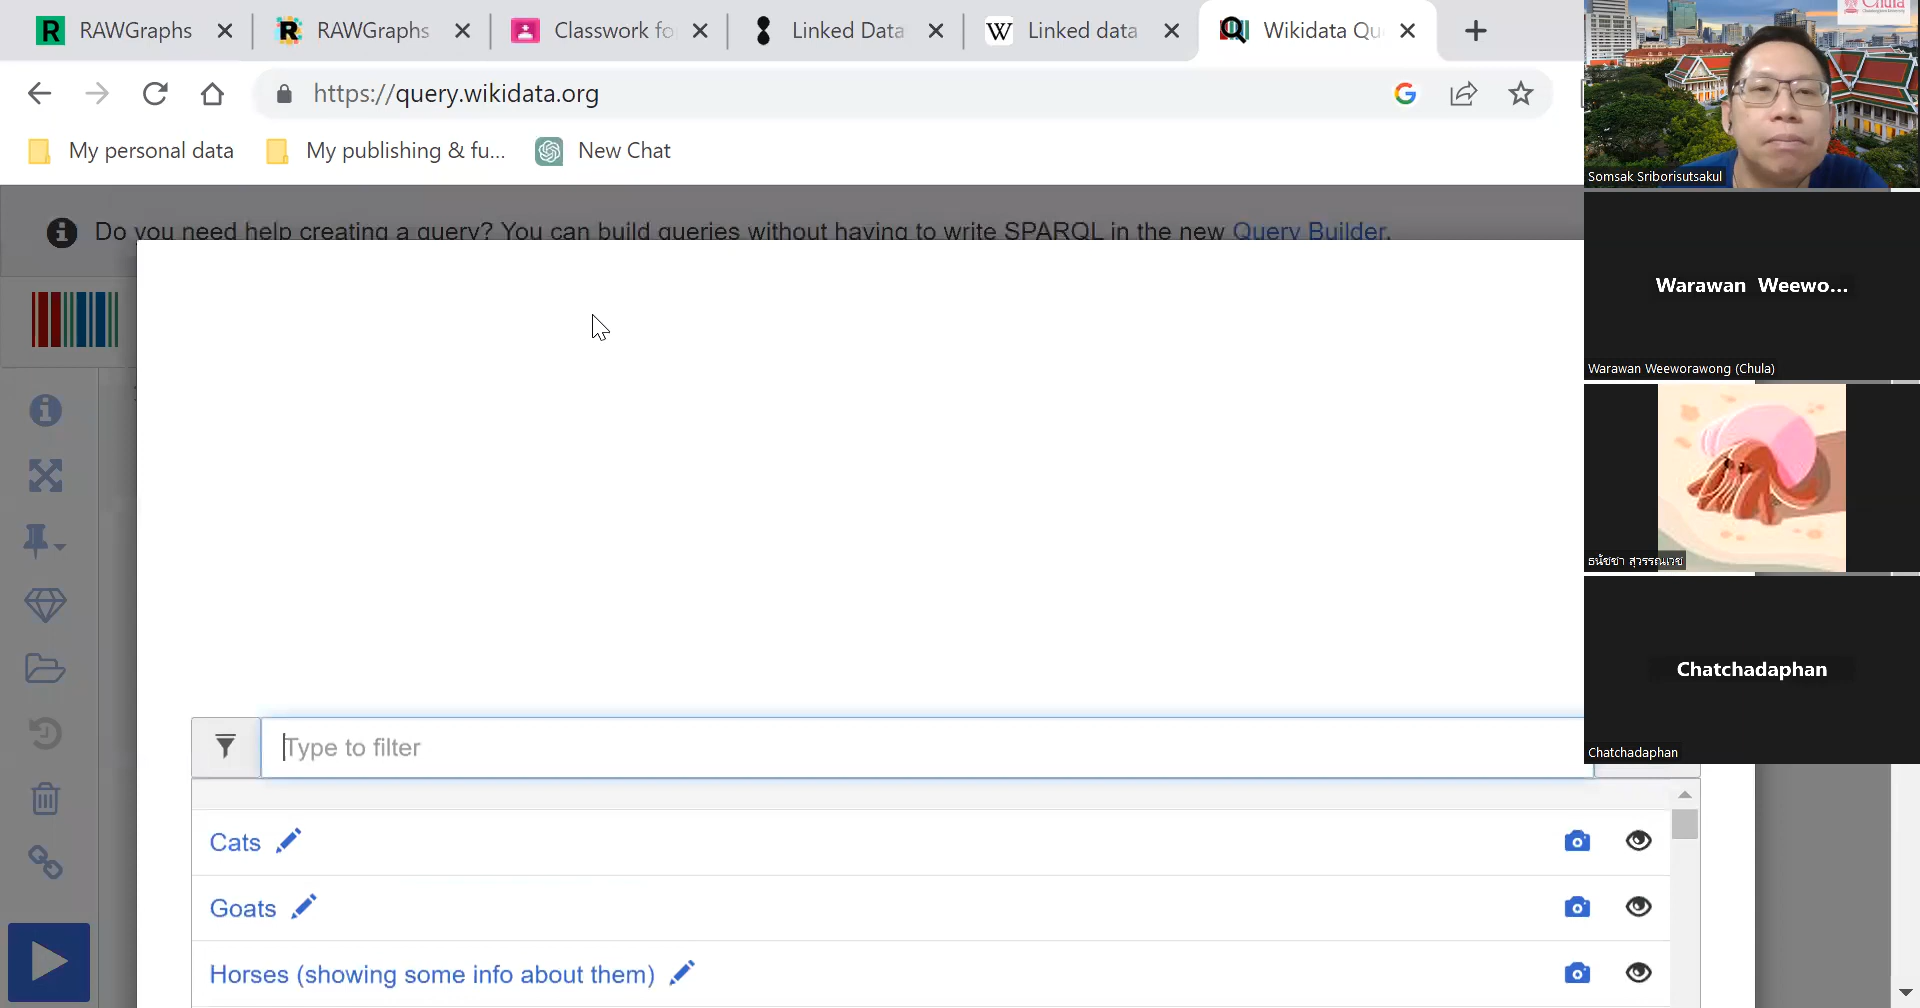 RAWGraphs
RAWGraphs
Classwork fo
Linked Data
Linked data
Wikidata Qu
https://query.wikidata.org
My personal data
My publishing & fu...
New Chat
Do you need help creating a query? You can build queries without having to write SPARQL in the new Query Builder.
Type to filter
Cats
Goats
Horses (showing some info about them)
Chula
Somsak Sriborisutsakul
Warawan Weewo...
Warawan Weeworawong (Chula)
ธนัชชา สุวรรณเวช
Chatchadaphan
Chatchadaphan